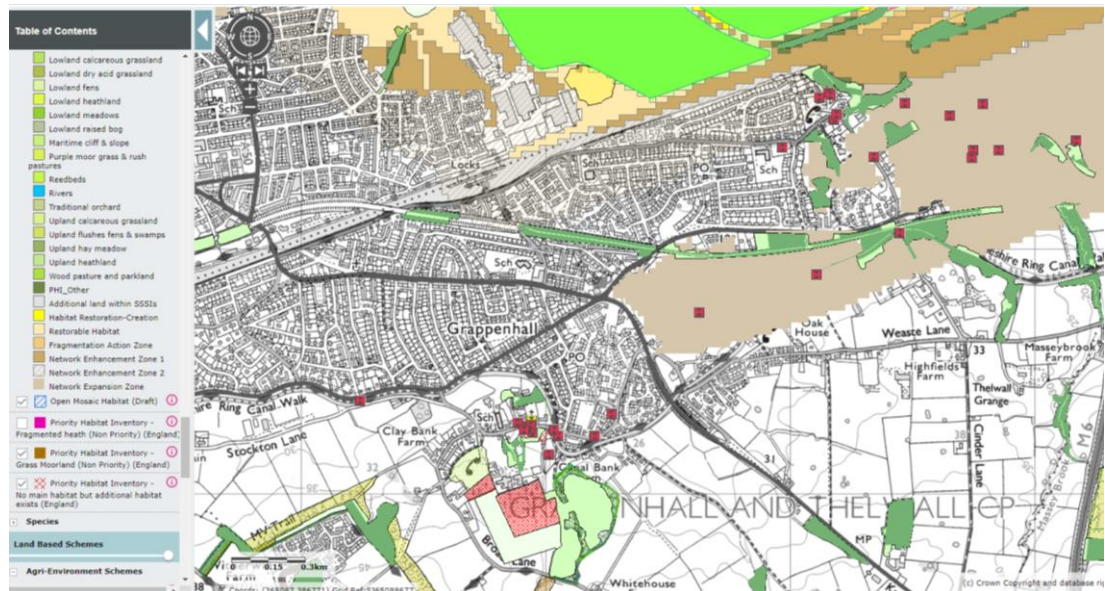 Table of Contents
Lowland calcareous grassland
Lowland dry acid grassland
Lowland fens
Lowland heathland
Lowland meadows
Lowland raised bog
Maritime cliff & slope
Purple moor grass & rush
pastures
Reedbeds
Rivers
Traditional orchard
Upland calcareous grassland
Upland flushes fens & swamps
Upland hay meadow
Upland heathland
Wood pasture and parkland
PHI_Other
Additional land within SSSIs
Habitat Restoration-Creation
Restorable Habitat
Fragmentation Action Zone
Network Enhancement Zone 1
Network Enhancement Zone 2
Network Expansion Zone
Open Mosaic Habitat (Draft)
Priority Habitat Inventory -
Fragmented heath (Non Priority) (England)
Priority Habitat Inventory -
Grass Moorland (Non Priority) (England)
Priority Habitat Inventory -
No main habitat but additional habitat
exists (England)
Species
Land Based Schemes
Agri-Environment Schemes
N
W
Sch
Sch
PO
Sch
Sch
Grappenhall
PO
Oak
House
Weaste Lane
Highfields
Farm
33
Masseybrook
Farm
Thelwall
Grange
Cinder Lane
M6
Ring Canal Walk
Stockton Lane
Clay Bank
Farm
Sch
32
26
31
38
Canal Bank
MV Trail
MP
Lane
Whitehouse
0 0.15 0.3km
(c) Crown Copyright and database rig